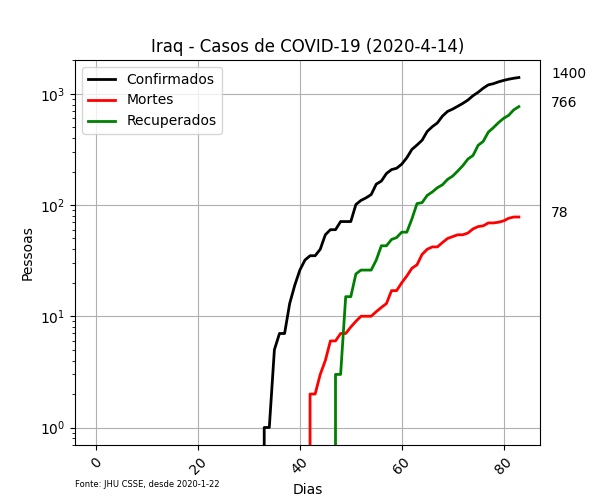 Iraq - Casos de COVID-19 (2020-4-14)
Confirmados
Mortes
Recuperados
1400
766
78
10³
10²
10¹
10⁰
Pessoas
0
20
40
60
80
Dias
Fonte: JHU CSSE, desde 2020-1-22